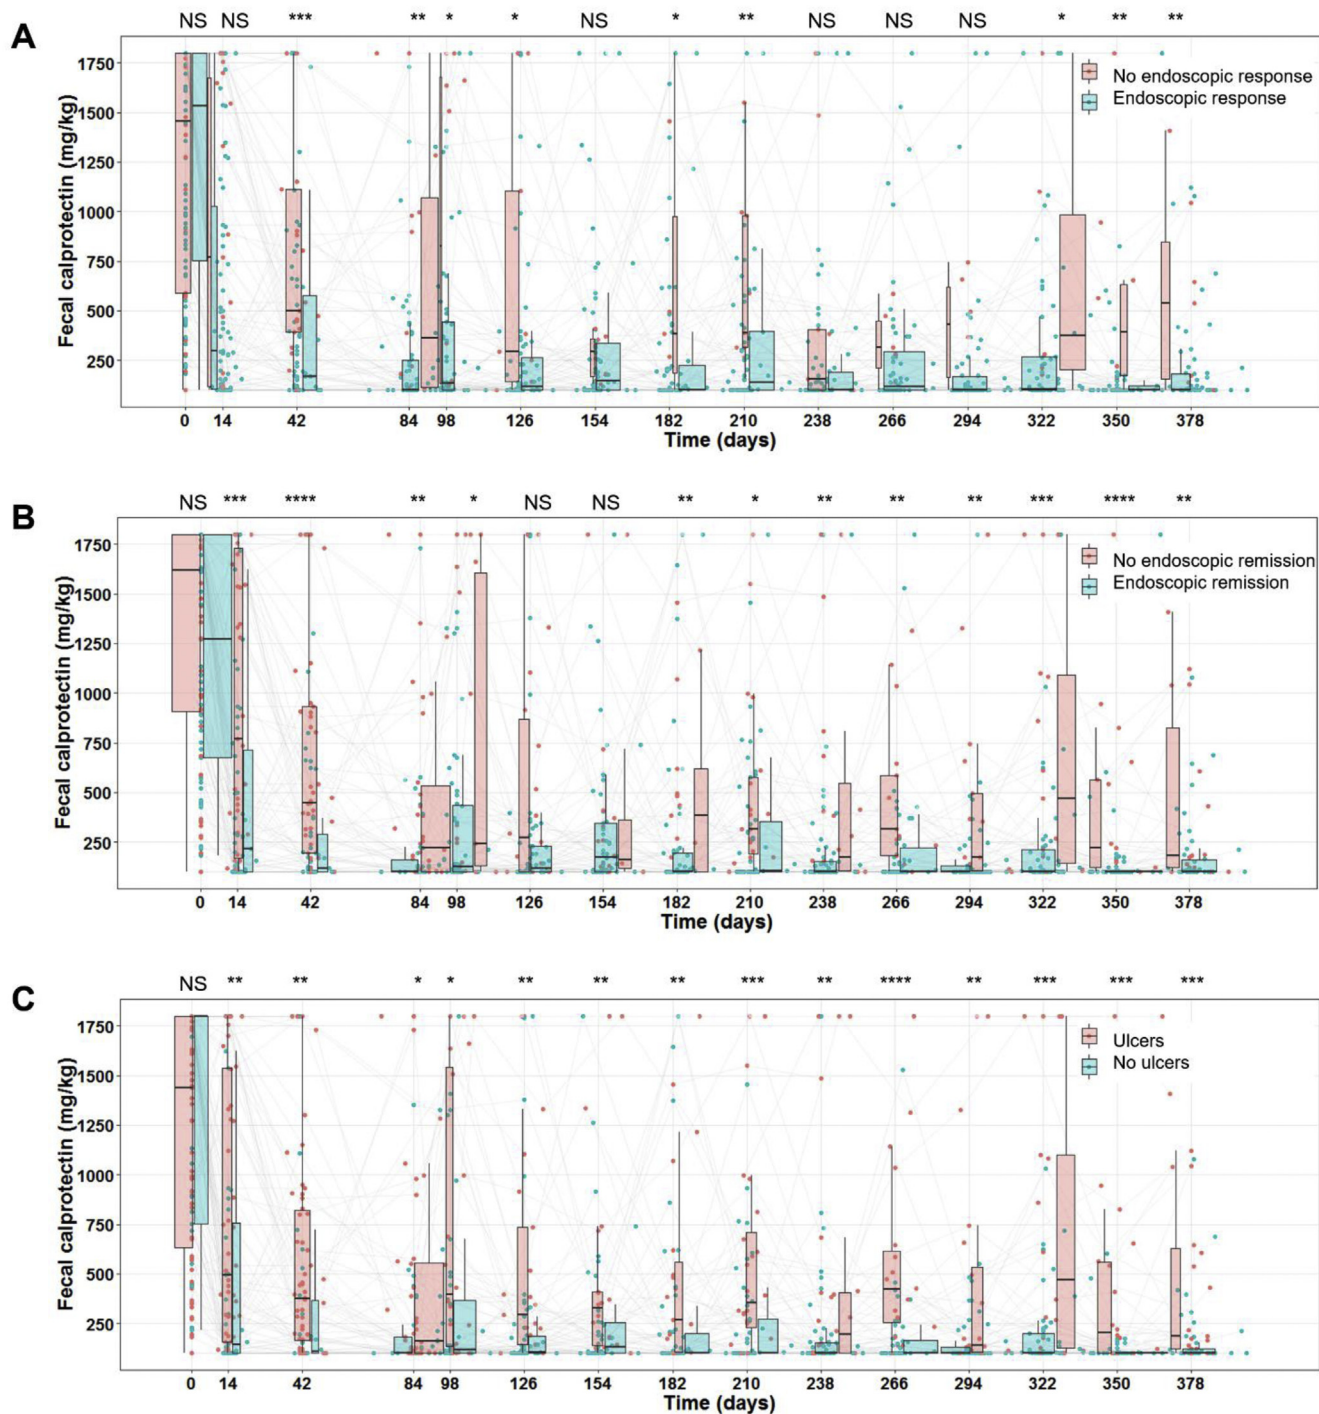 NS NS *** ** * * NS * ** NS NS NS * ** **
A
Fecal calprotectin (mg/kg)
1750
1500
1250
1000
750
500
250
No endoscopic response
Endoscopic response
0 14 42 84 98 126 154 182 210 238 266 294 322 350 378
Time (days)
NS *** **** ** * NS NS ** * ** ** ** *** **** **
B
Fecal calprotectin (mg/kg)
1750
1500
1250
1000
750
500
250
No endoscopic remission
Endoscopic remission
0 14 42 84 98 126 154 182 210 238 266 294 322 350 378
Time (days)
NS ** ** * * ** ** ** *** ** **** ** *** *** ***
C
Fecal calprotectin (mg/kg)
1750
1500
1250
1000
750
500
250
Ulcers
No ulcers
0 14 42 84 98 126 154 182 210 238 266 294 322 350 378
Time (days)